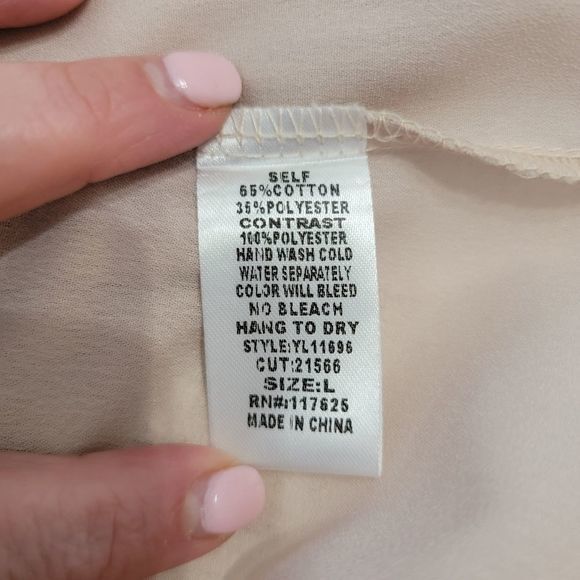 SELF
65%COTTON
35%POLYESTER
CONTRAST
100%POLYESTER
HAND WASH COLD
WATER SEPARATELY
COLOR WILL BLEED
NO BLEACH
HANG TO DRY
STYLE:YL11696
CUT:21566
SIZE:L
RN#:117625
MADE IN CHINA